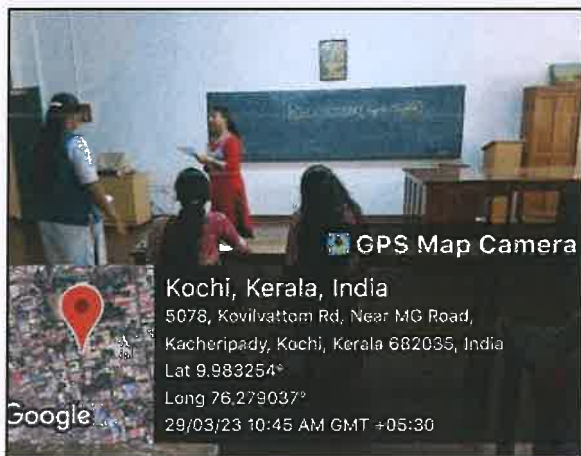 GPS Map Camera
Kochi, Kerala, India
5078, Kovilvattom Rd, Near MG Road,
Kacheripady, Kochi, Kerala 682035, India
Lat 9.983254°
Long 76.279037°
29/03/23 10:45 AM GMT +05:30
Google